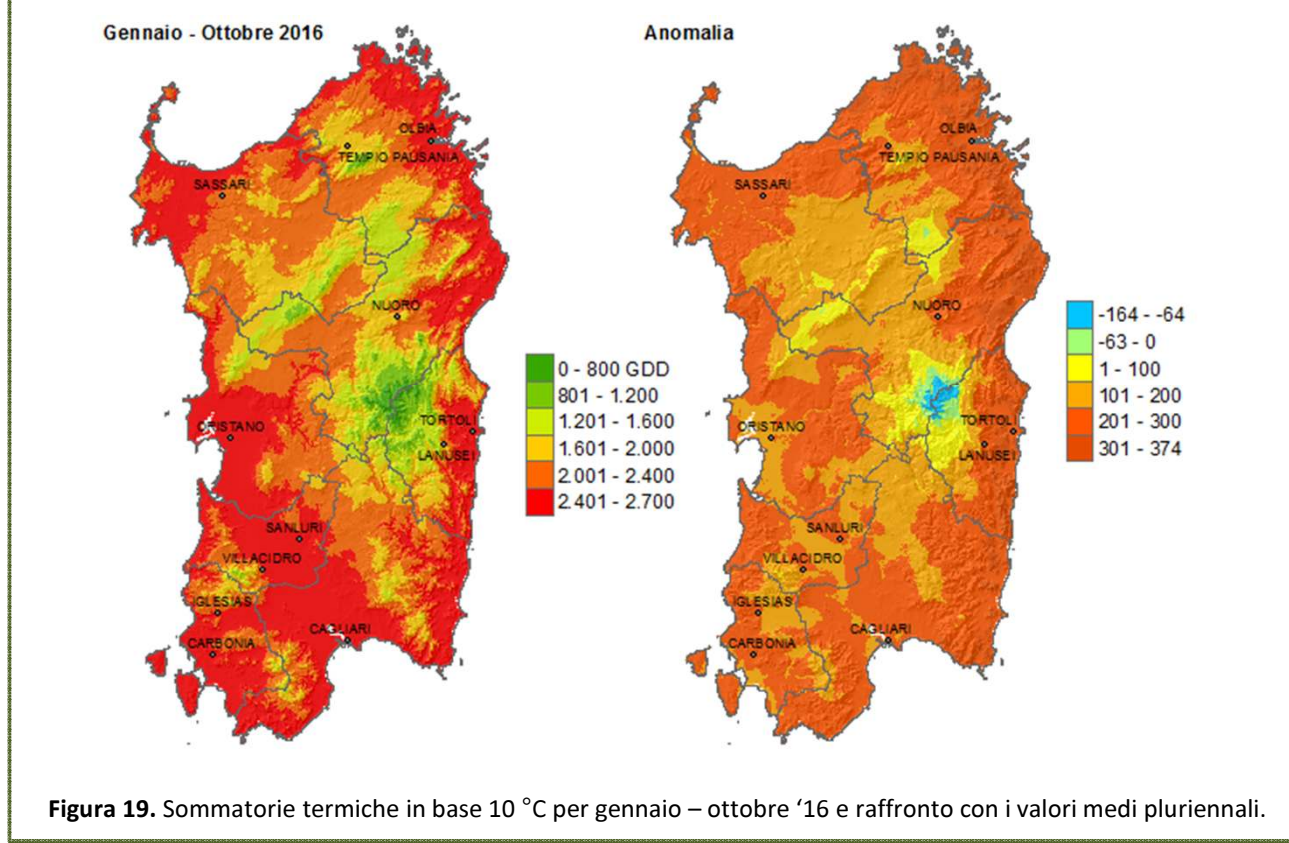 Gennaio - Ottobre 2016
Anomalia
OLBIA
TEMPIO PAUSANIA
SASSARI
NUORO
ORISTANO
TORTOLI
LANUSEI
SANLURI
VILLACIDRO
IGLESIAS
CARBONIA
CAGLIARI
0 - 800 GDD
801 - 1.200
1.201 - 1.600
1.601 - 2.000
2.001 - 2.400
2.401 - 2.700
OLBIA
TEMPIO PAUSANIA
SASSARI
NUORO
ORISTANO
TORTOLI
LANUSEI
SANLURI
VILLACIDRO
IGLESIAS
CARBONIA
CAGLIARI
-164 - -64
-63 - 0
1 - 100
101 - 200
201 - 300
301 - 374
Figura 19. Sommatorie termiche in base 10 °C per gennaio – ottobre ‘16 e raffronto con i valori medi pluriennali.